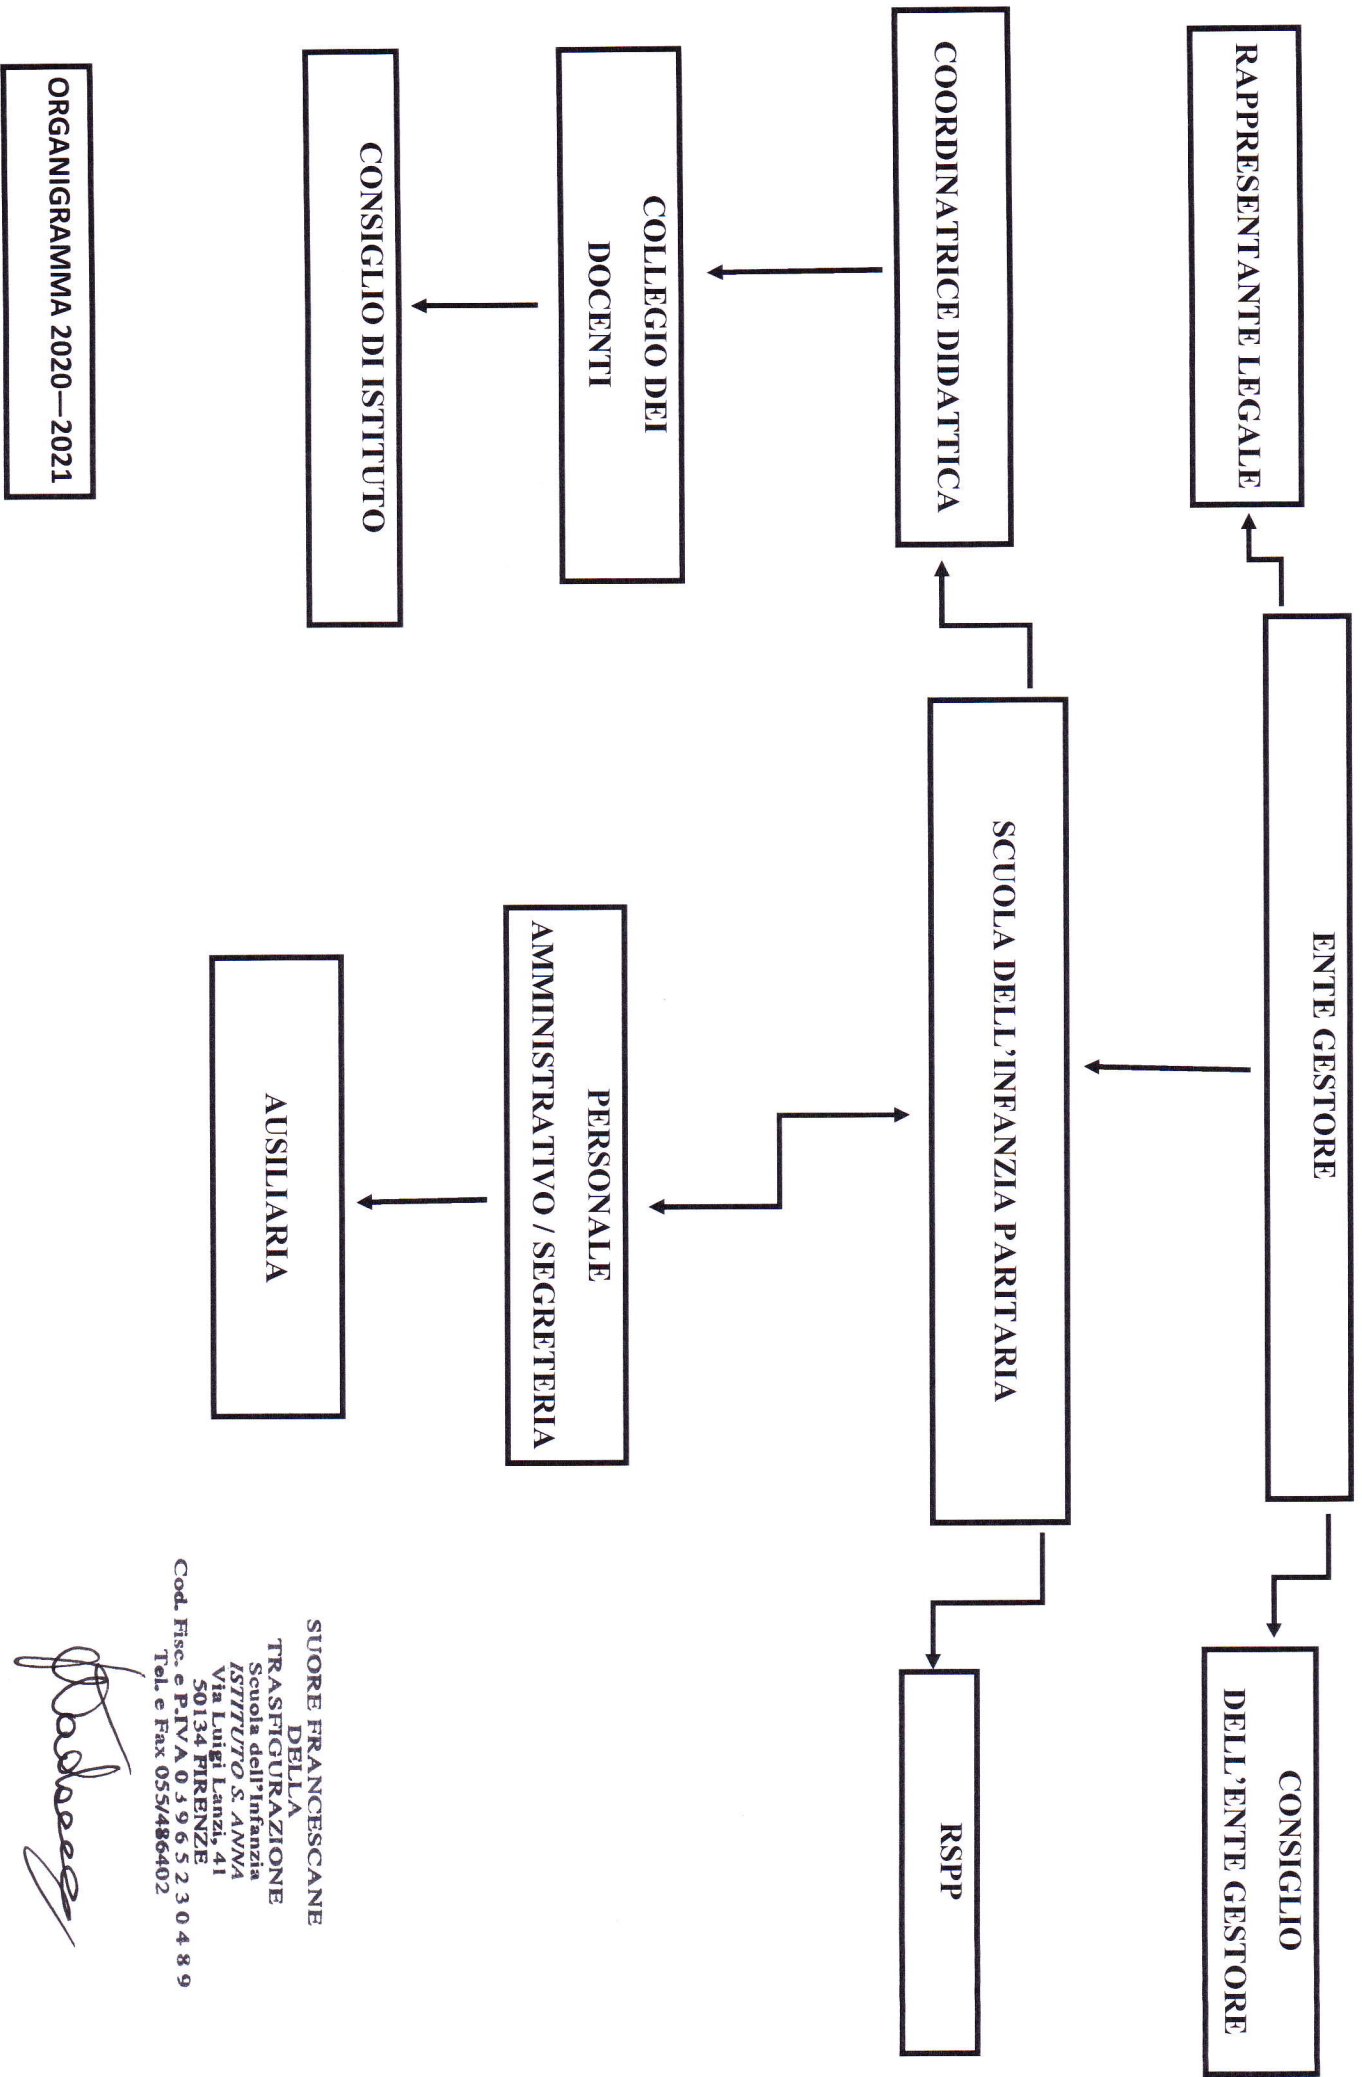 ENTE GESTORE
RAPPRESENTANTE LEGALE
CONSIGLIO
DELL'ENTE GESTORE
SCUOLA DELL'INFANZIA PARITARIA
COORDINATRICE DIDATTICA
RSPP
COLLEGIO DEI
DOCENTI
PERSONALE
AMMINISTRATIVO / SEGRETERIA
CONSIGLIO DI ISTITUTO
AUSILIARIA
ORGANIGRAMMA 2020—2021
SUORE FRANCESCANE
DELLA
TRASFIGURAZIONE
Scuola dell'Infanzia
ISTITUTO S. ANNA
Via Luigi Lanzi, 41
50134 FIRENZE
Cod. Fisc. e P.IVA 0 3 9 6 5 2 3 0 4 8 9
Tel. e Fax 055/486402